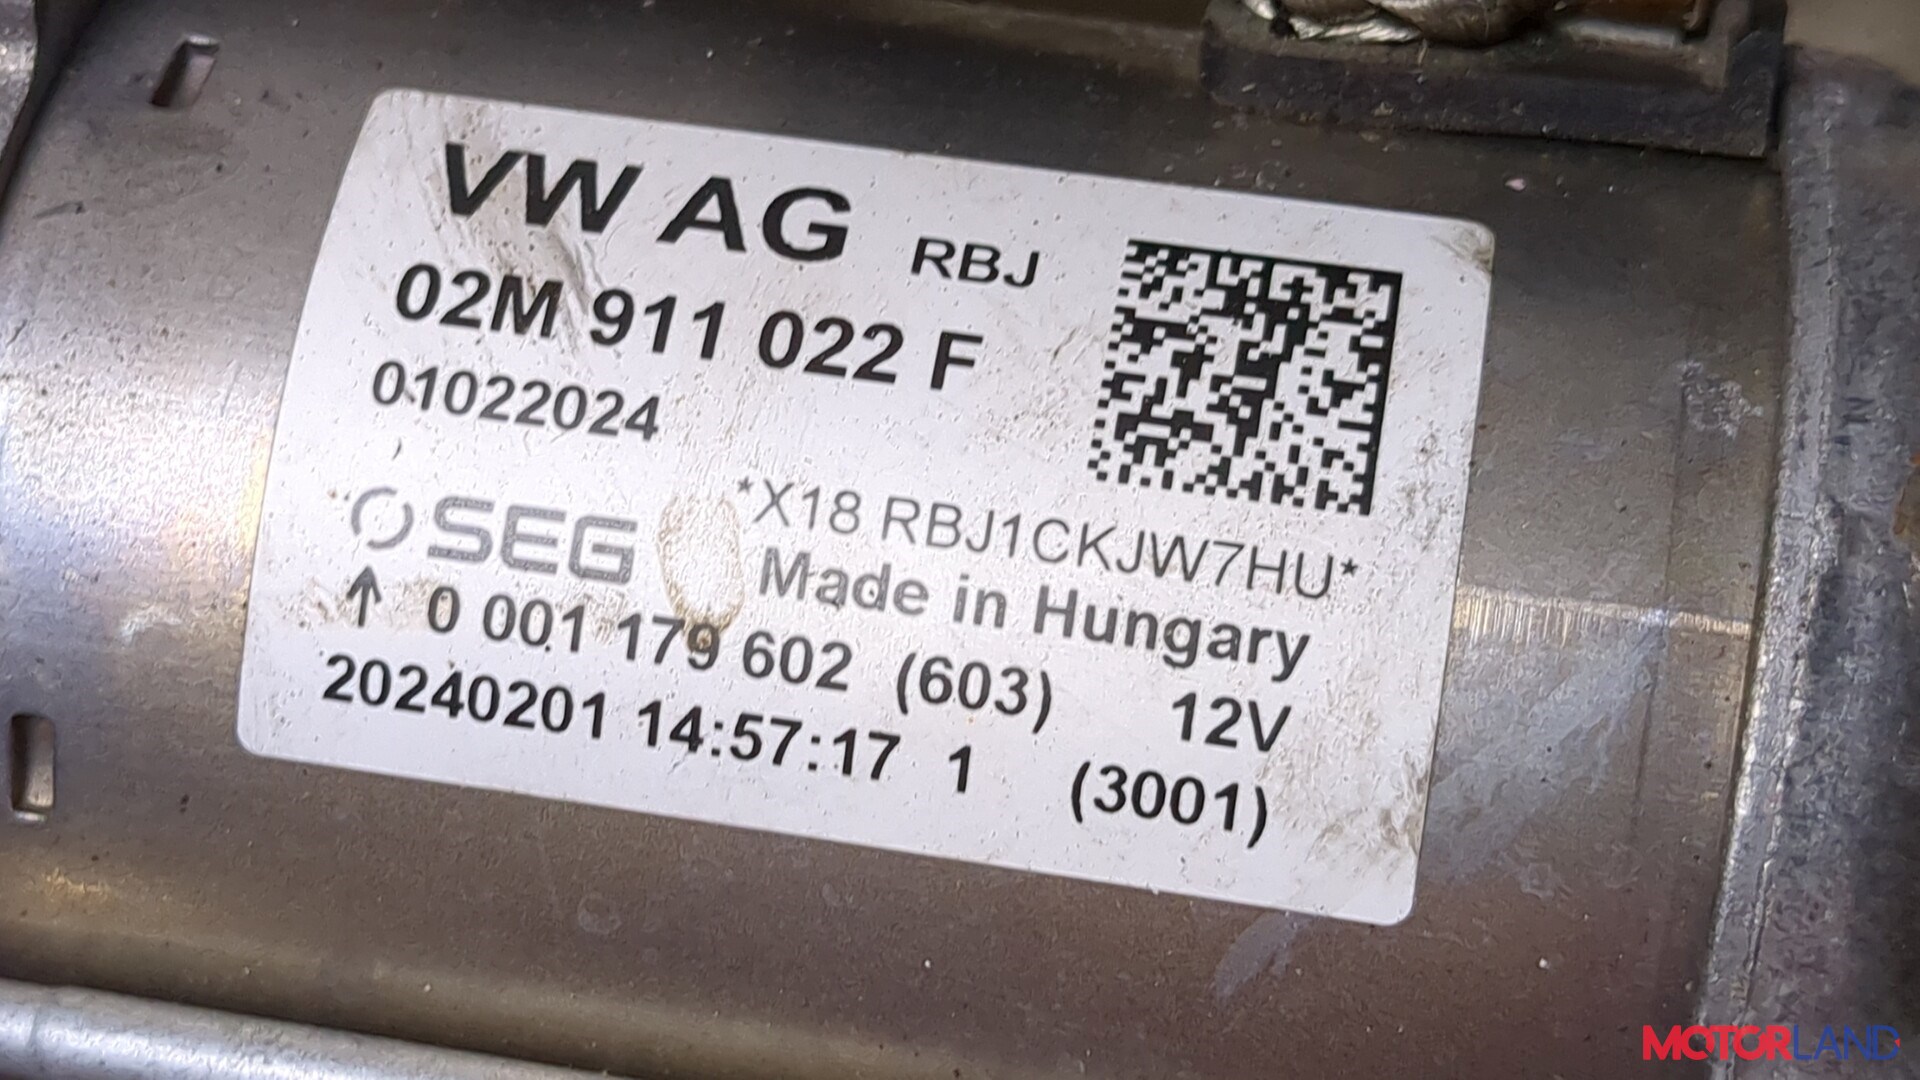 VW AG RBJ
02M 911 022 F
01022024
SEG *X18 RBJ1CKJW7HU*
Made in Hungary
↑ 0 001 179 602 (603) 12V
20240201 14:57:17 1 (3001)
MOTORLAND